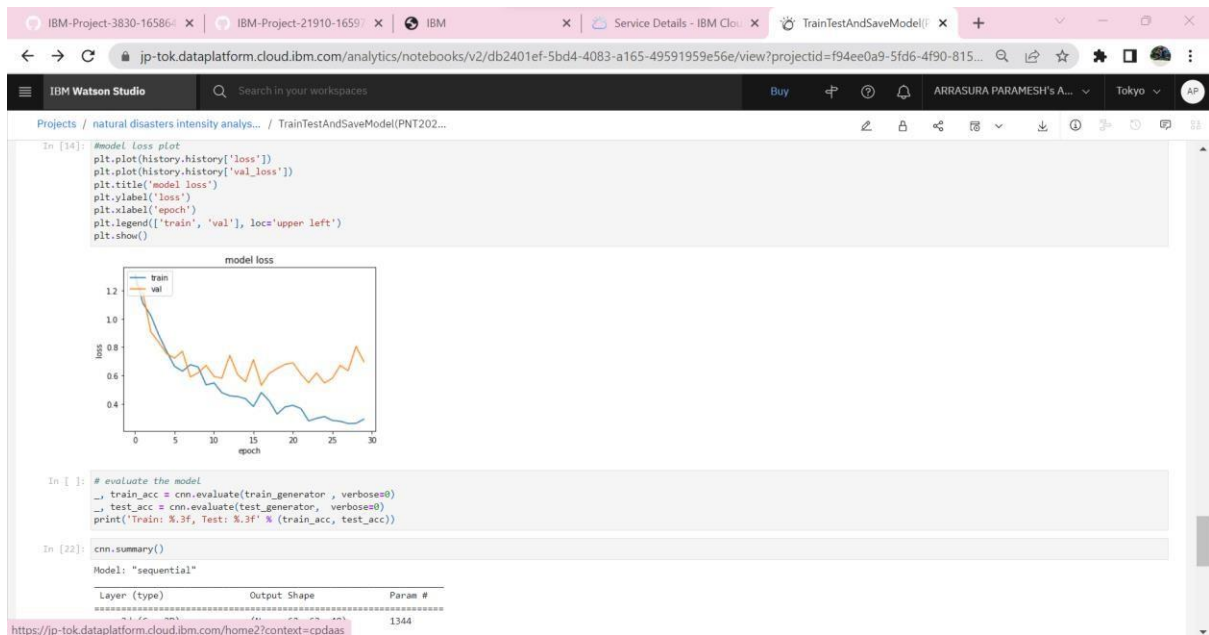 IBM-Project-3830-16586
IBM-Project-21910-1659
IBM
Service Details - IBM Clou
TrainTestAndSaveModel(P
jp-tok.dataplatform.cloud.ibm.com/analytics/notebooks/v2/db2401ef-5bd4-4083-a165-49591959e56e/view?projectid=f94ee0a9-5fd6-4f90-815...
IBM Watson Studio
Search in your workspaces
Buy
ARRASURA PARAMESH's A...
Tokyo
AP
Projects / natural disasters intensity analys... / TrainTestAndSaveModel(PNT202...
In [14]: #model loss plot
plt.plot(history.history['loss'])
plt.plot(history.history['val_loss'])
plt.title('model loss')
plt.ylabel('loss')
plt.xlabel('epoch')
plt.legend(['train', 'val'], loc='upper left')
plt.show()
model loss
train
val
1.2
1.0
0.8
0.6
0.4
loss
0 5 10 15 20 25 30
epoch
In [ ]: # evaluate the model
_, train_acc = cnn.evaluate(train_generator , verbose=0)
_, test_acc = cnn.evaluate(test_generator,  verbose=0)
print('Train: %.3f, Test: %.3f' % (train_acc, test_acc))
In [22]: cnn.summary()
Model: "sequential"
Layer (type) Output Shape Param #
1344
https://jp-tok.dataplatform.cloud.ibm.com/home2?context=cpdaas